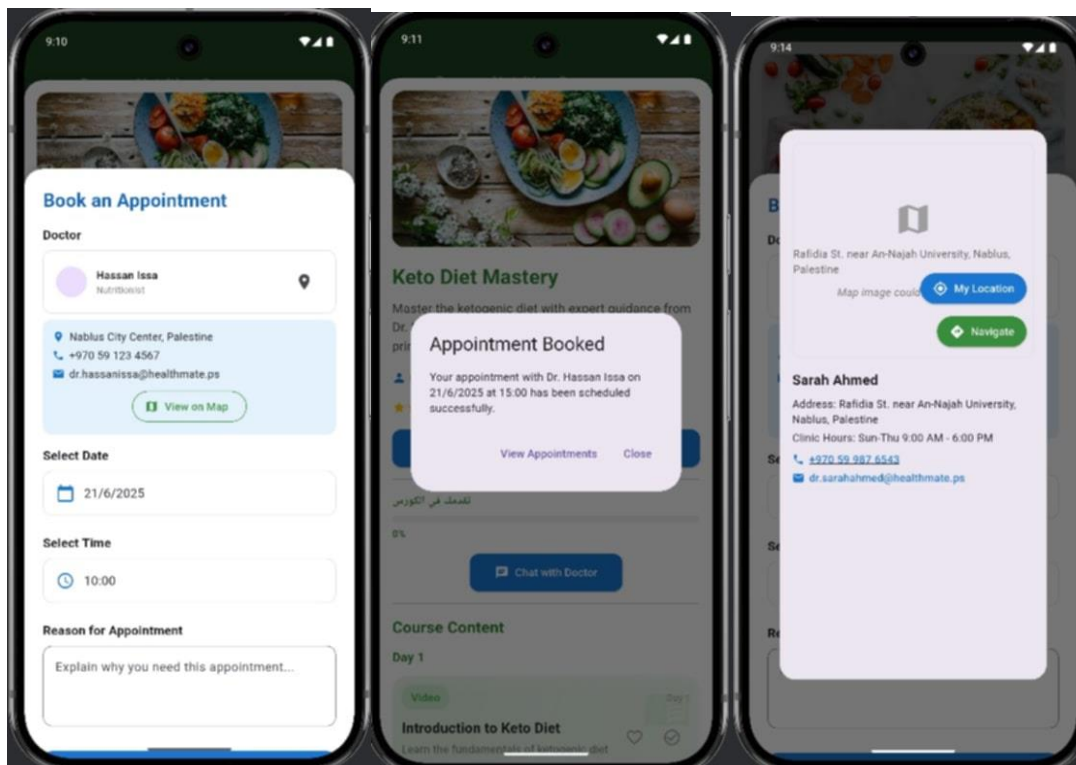 9:10
Book an Appointment
Doctor
Hassan Issa
Nutritionist
Nablus City Center, Palestine
+970 59 123 4567
dr.hassanissa@healthmate.ps
View on Map
Select Date
21/6/2025
Select Time
10:00
Reason for Appointment
Explain why you need this appointment...
9:11
Keto Diet Mastery
Master the ketogenic diet with expert guidance from
Dr.
Appointment Booked
Your appointment with Dr. Hassan Issa on
21/6/2025 at 15:00 has been scheduled
successfully.
View Appointments
Close
تقدمك في الكورس
0%
Chat with Doctor
Course Content
Day 1
Video
Day 1
Introduction to Keto Diet
Learn the fundamentals of ketogenic diet
9:14
Rafidia St. near An-Najah University, Nablus,
Palestine
Map image could
My Location
Navigate
Sarah Ahmed
Address: Rafidia St. near An-Najah University,
Nablus, Palestine
Clinic Hours: Sun-Thu 9:00 AM - 6:00 PM
+970 59 987 6543
dr.sarahahmed@healthmate.ps